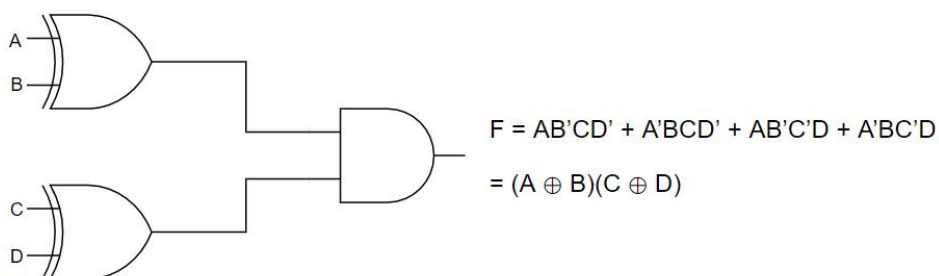 A
B
F = AB’CD’ + A’BCD’ + AB’C’D + A’BC’D
= (A ⊕ B)(C ⊕ D)
C
D